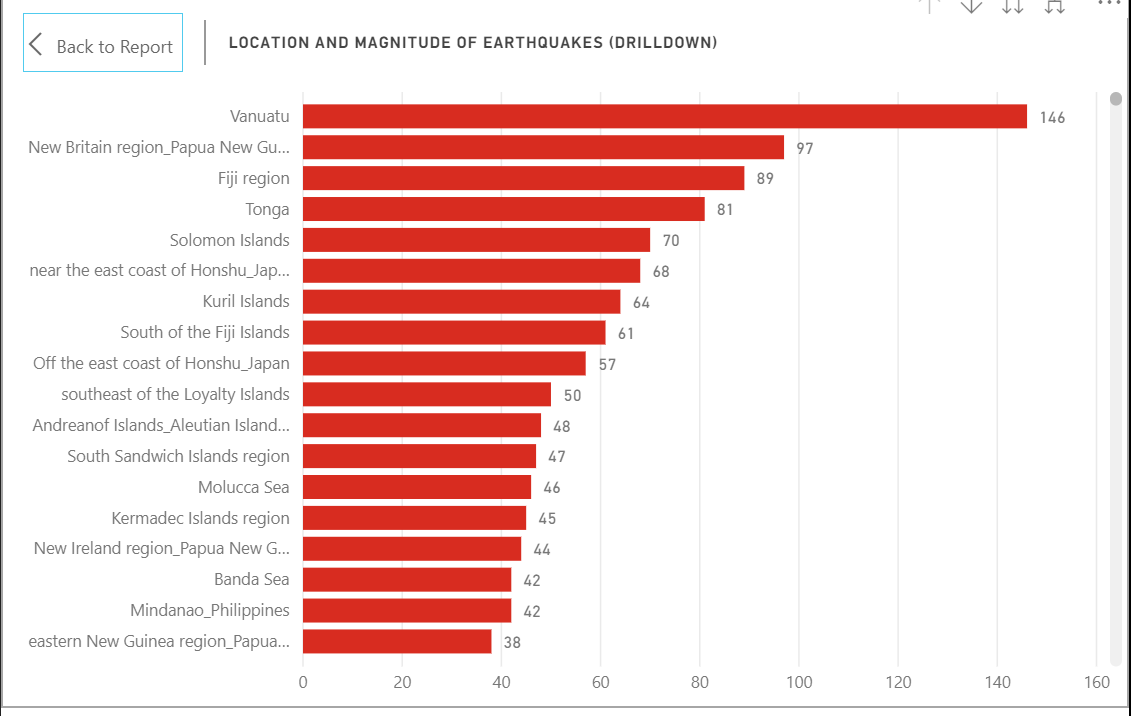 Back to Report
LOCATION AND MAGNITUDE OF EARTHQUAKES (DRILLDOWN)
Vanuatu 146
New Britain region_Papua New Gu... 97
Fiji region 89
Tonga 81
Solomon Islands 70
near the east coast of Honshu_Jap... 68
Kuril Islands 64
South of the Fiji Islands 61
Off the east coast of Honshu_Japan 57
southeast of the Loyalty Islands 50
Andreanof Islands_Aleutian Island... 48
South Sandwich Islands region 47
Molucca Sea 46
Kermadec Islands region 45
New Ireland region_Papua New G... 44
Banda Sea 42
Mindanao_Philippines 42
eastern New Guinea region_Papua... 38
0 20 40 60 80 100 120 140 160